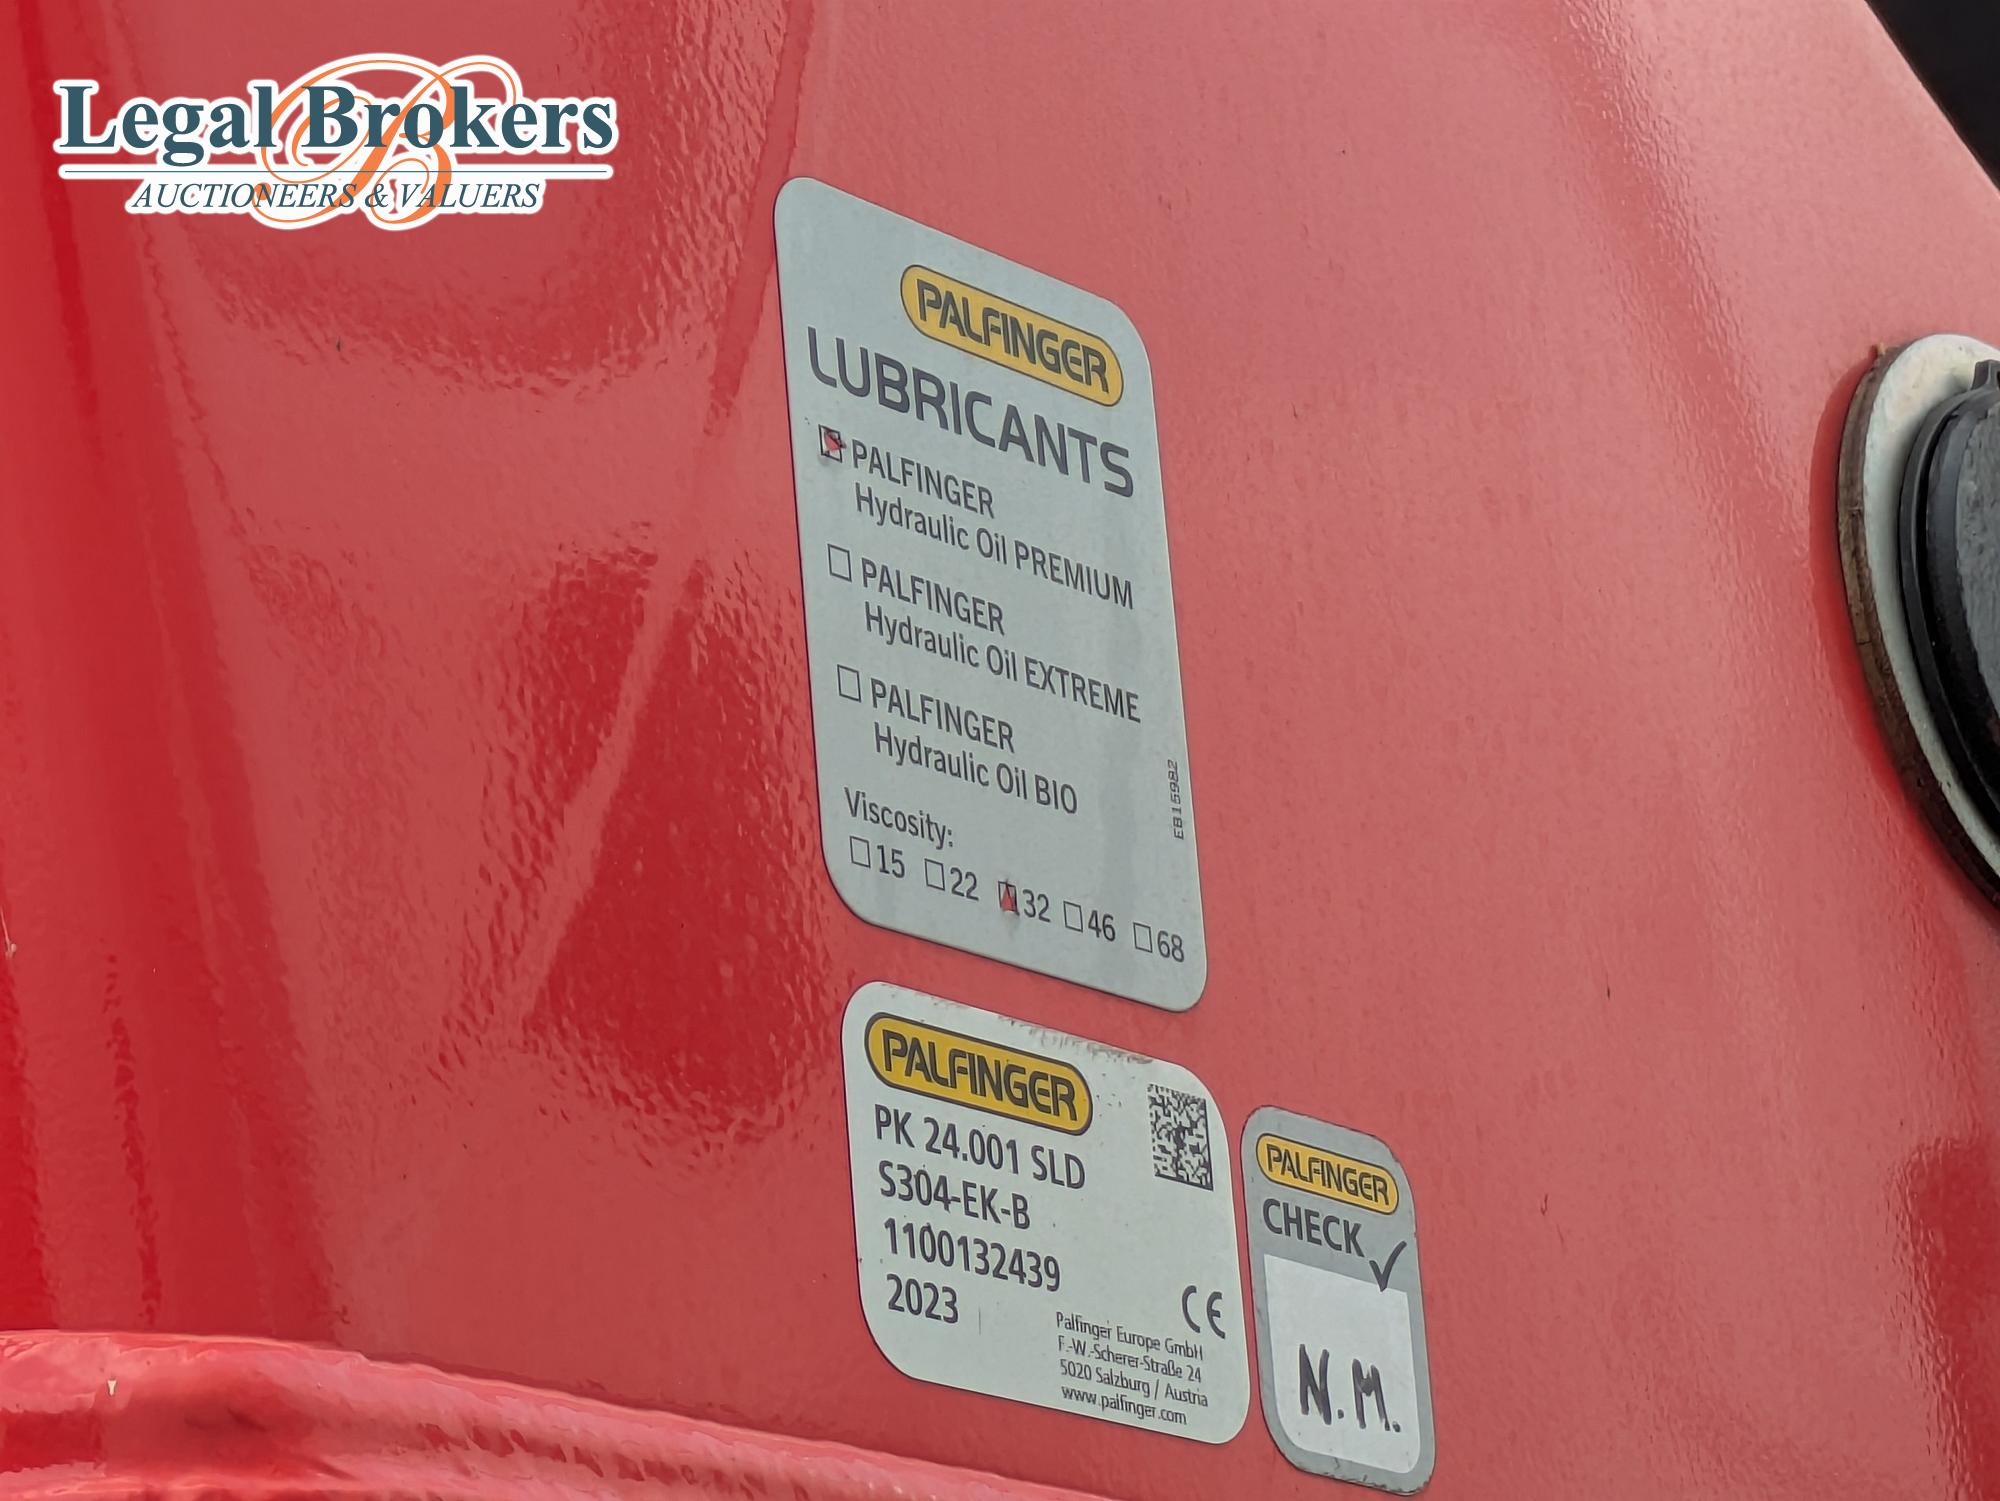 Legal Brokers
AUCTIONEERS & VALUERS
PALFINGER
LUBRICANTS
PALFINGER
Hydraulic Oil PREMIUM
PALFINGER
Hydraulic Oil EXTREME
PALFINGER
Hydraulic Oil BIO
Viscosity:
15 22 32 46 68
EB15982
PALFINGER
PK 24.001 SLD
S304-EK-B
1100132439
2023
CE
Palfinger Europe GmbH
F.-W.-Scherer-Straße 24
5020 Salzburg / Austria
www.palfinger.com
PALFINGER
CHECK ✓
N.M.